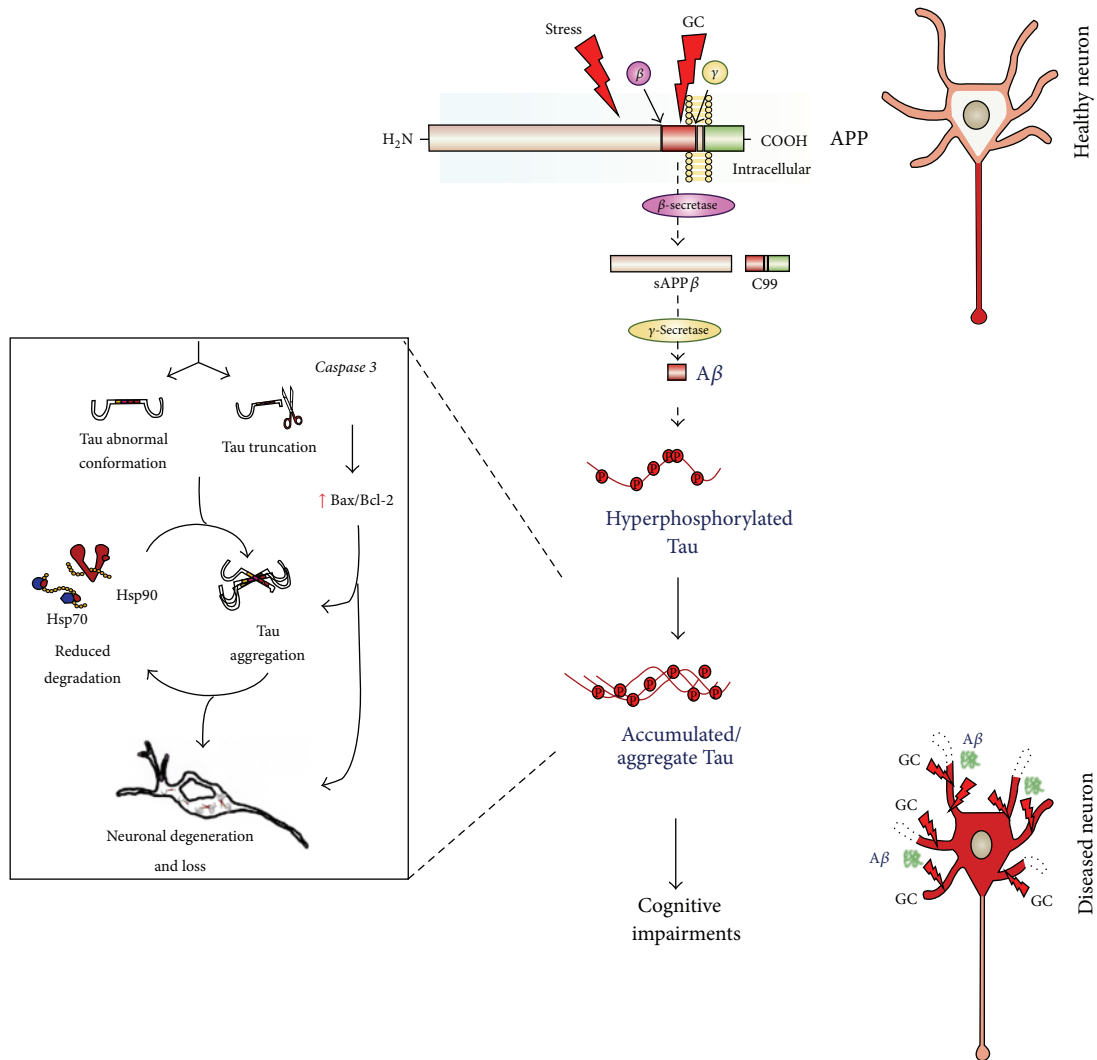 Stress
GC
β
γ
H₂N
COOH
APP
Intracellular
Healthy neuron
β-secretase
sAPPβ
C99
γ-Secretase
Aβ
Caspase 3
Tau abnormal
conformation
Tau truncation
↑ Bax/Bcl-2
Hsp90
Hsp70
Reduced
degradation
Tau
aggregation
Neuronal degeneration
and loss
P
P
P
P
P
P
Hyperphosphorylated
Tau
P
P
P
P
P
P
P
P
Accumulated/
aggregate Tau
Cognitive
impairments
Aβ
GC
GC
Aβ
GC
GC
Diseased neuron